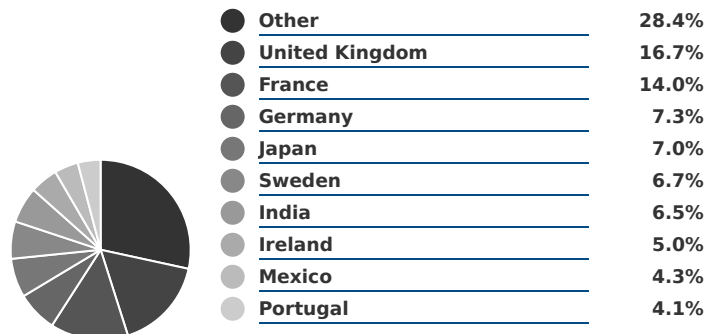 Other 28.4%
United Kingdom 16.7%
France 14.0%
Germany 7.3%
Japan 7.0%
Sweden 6.7%
India 6.5%
Ireland 5.0%
Mexico 4.3%
Portugal 4.1%